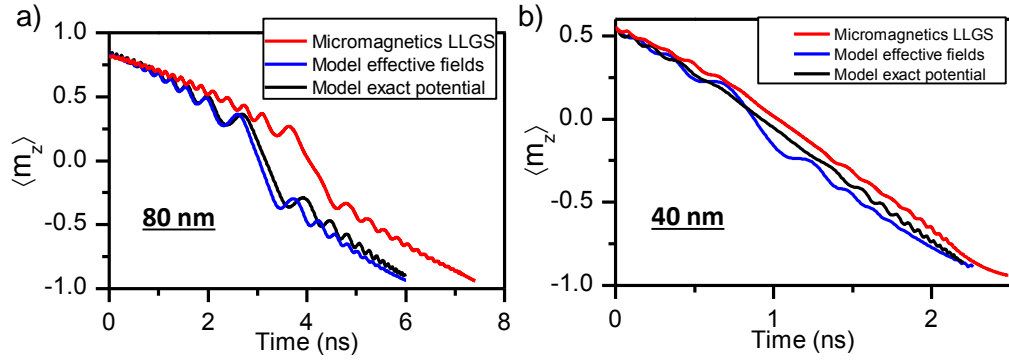 a)
Micromagnetics LLGS
Model effective fields
Model exact potential
1.0
0.5
0.0
-0.5
-1.0
⟨m_z⟩
80 nm
0 2 4 6 8
Time (ns)
b)
Micromagnetics LLGS
Model effective fields
Model exact potential
0.5
0.0
-0.5
-1.0
⟨m_z⟩
40 nm
0 1 2
Time (ns)